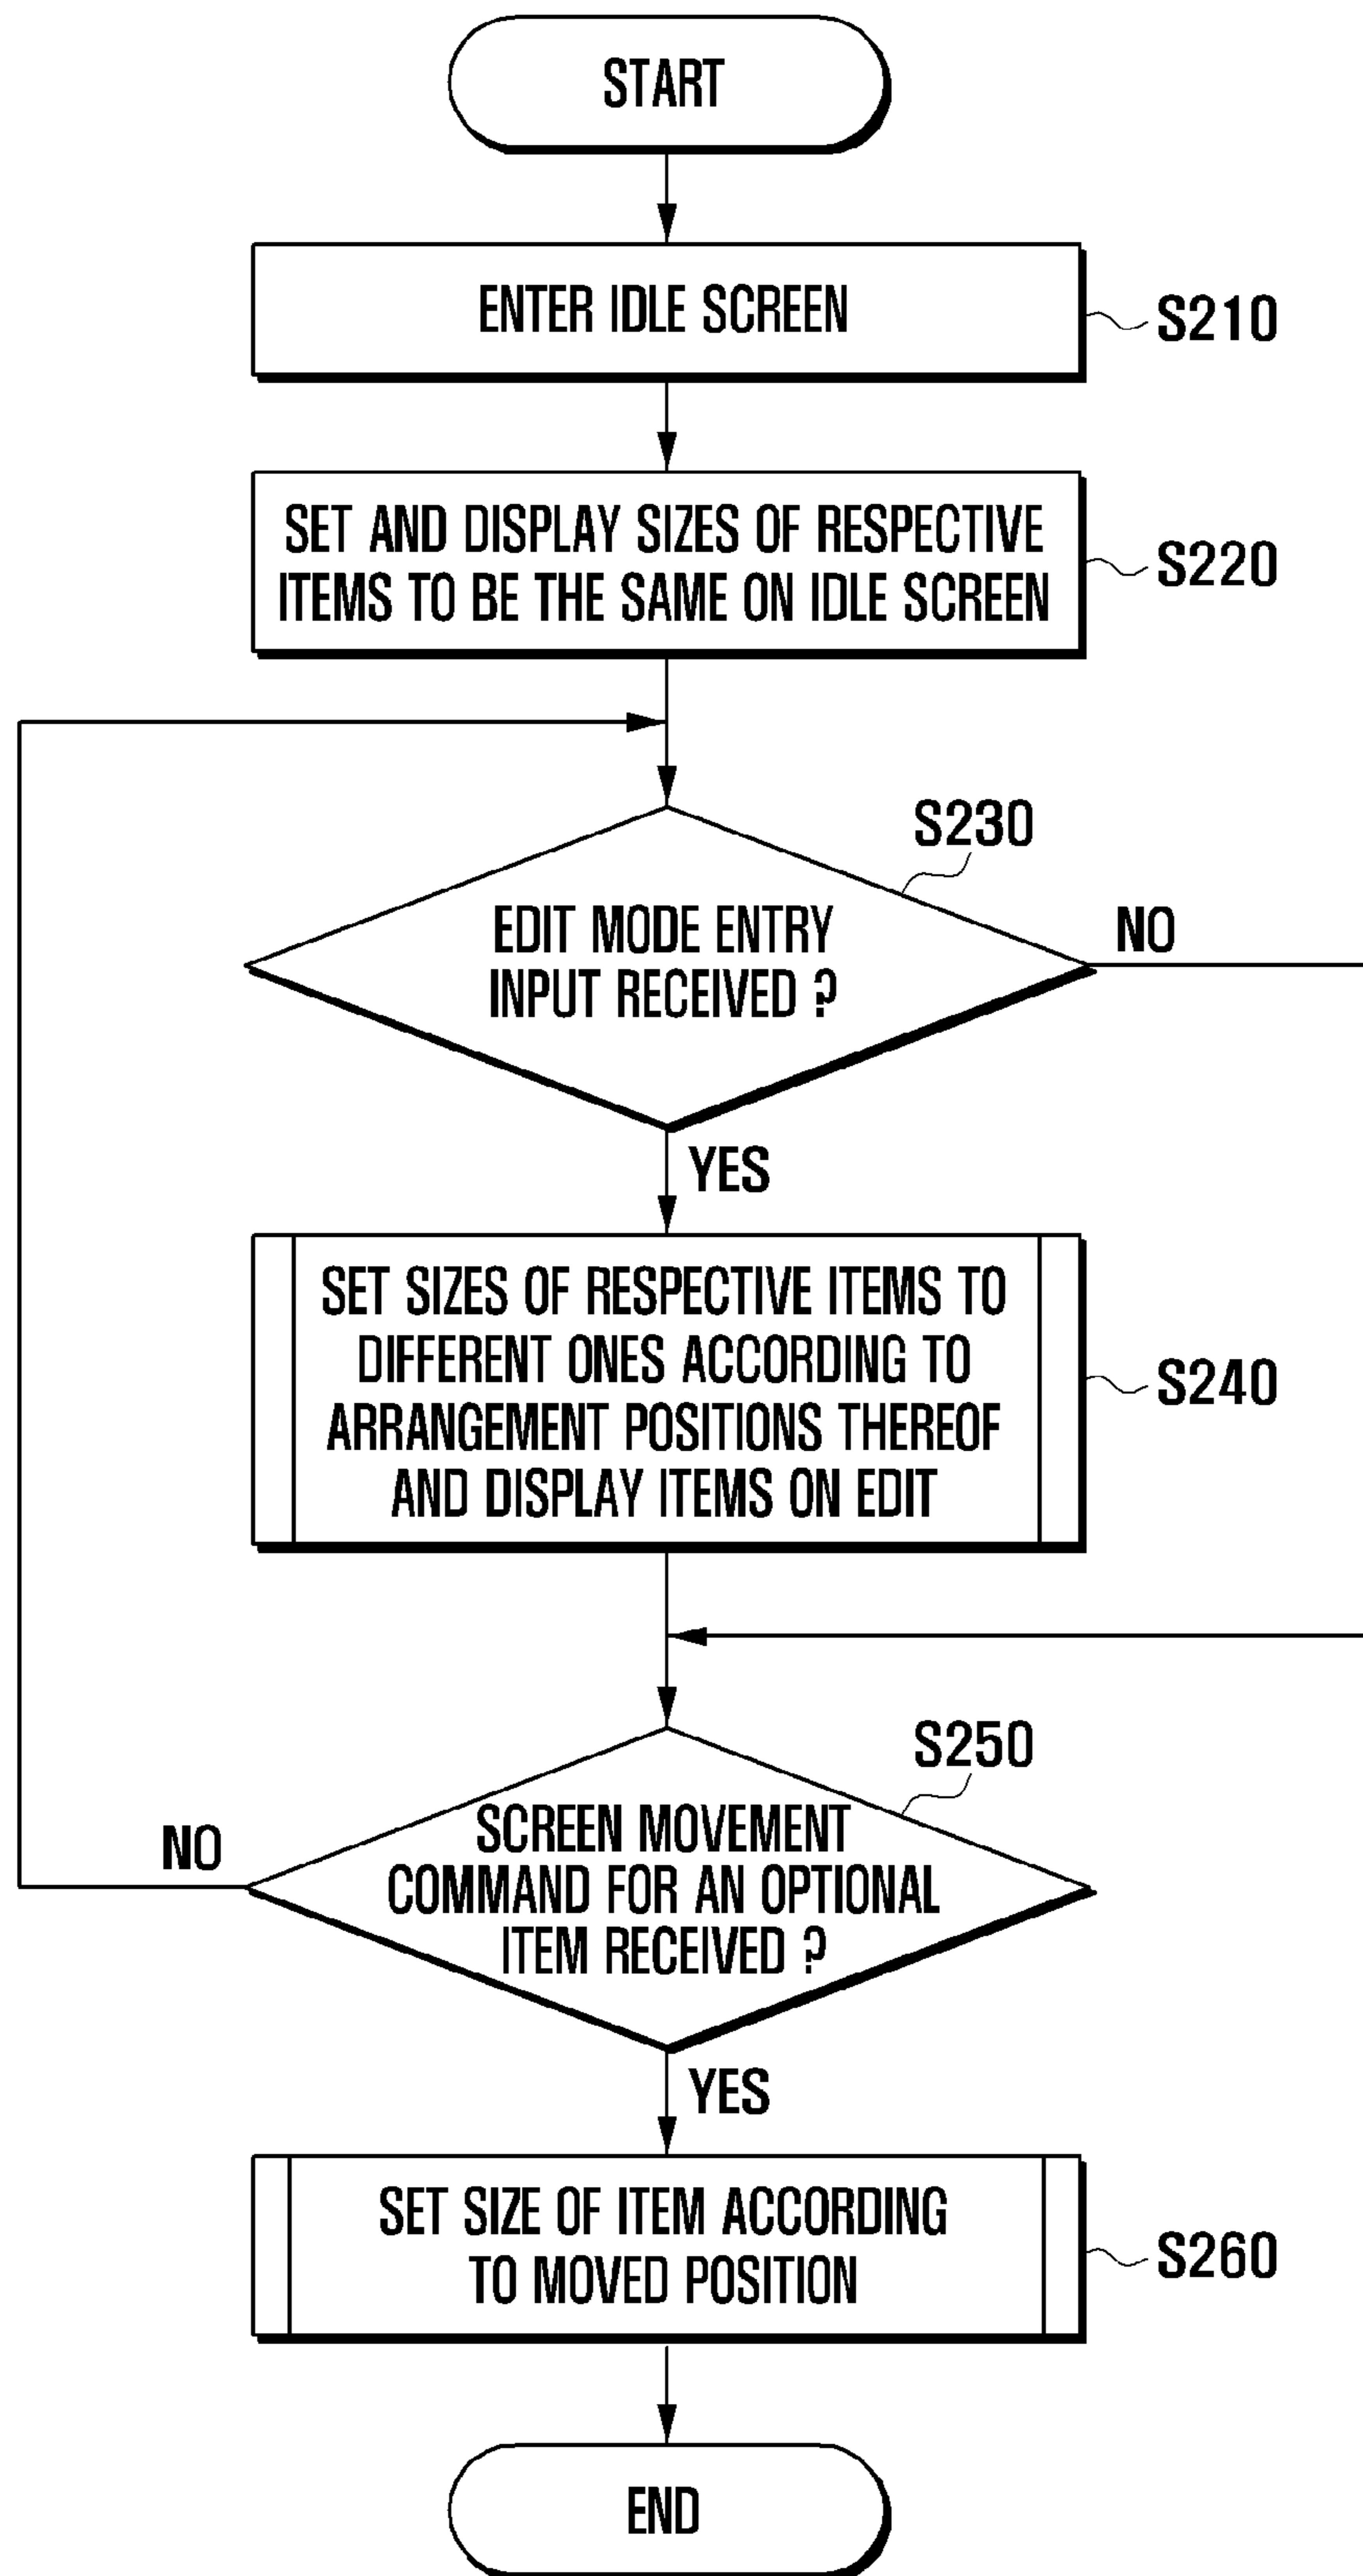 START
ENTER IDLE SCREEN
S210
SET AND DISPLAY SIZES OF RESPECTIVE
ITEMS TO BE THE SAME ON IDLE SCREEN
S220
S230
EDIT MODE ENTRY
INPUT RECEIVED ?
NO
YES
SET SIZES OF RESPECTIVE ITEMS TO
DIFFERENT ONES ACCORDING TO
ARRANGEMENT POSITIONS THEREOF
AND DISPLAY ITEMS ON EDIT
S240
S250
SCREEN MOVEMENT
COMMAND FOR AN OPTIONAL
ITEM RECEIVED ?
NO
YES
SET SIZE OF ITEM ACCORDING
TO MOVED POSITION
S260
END